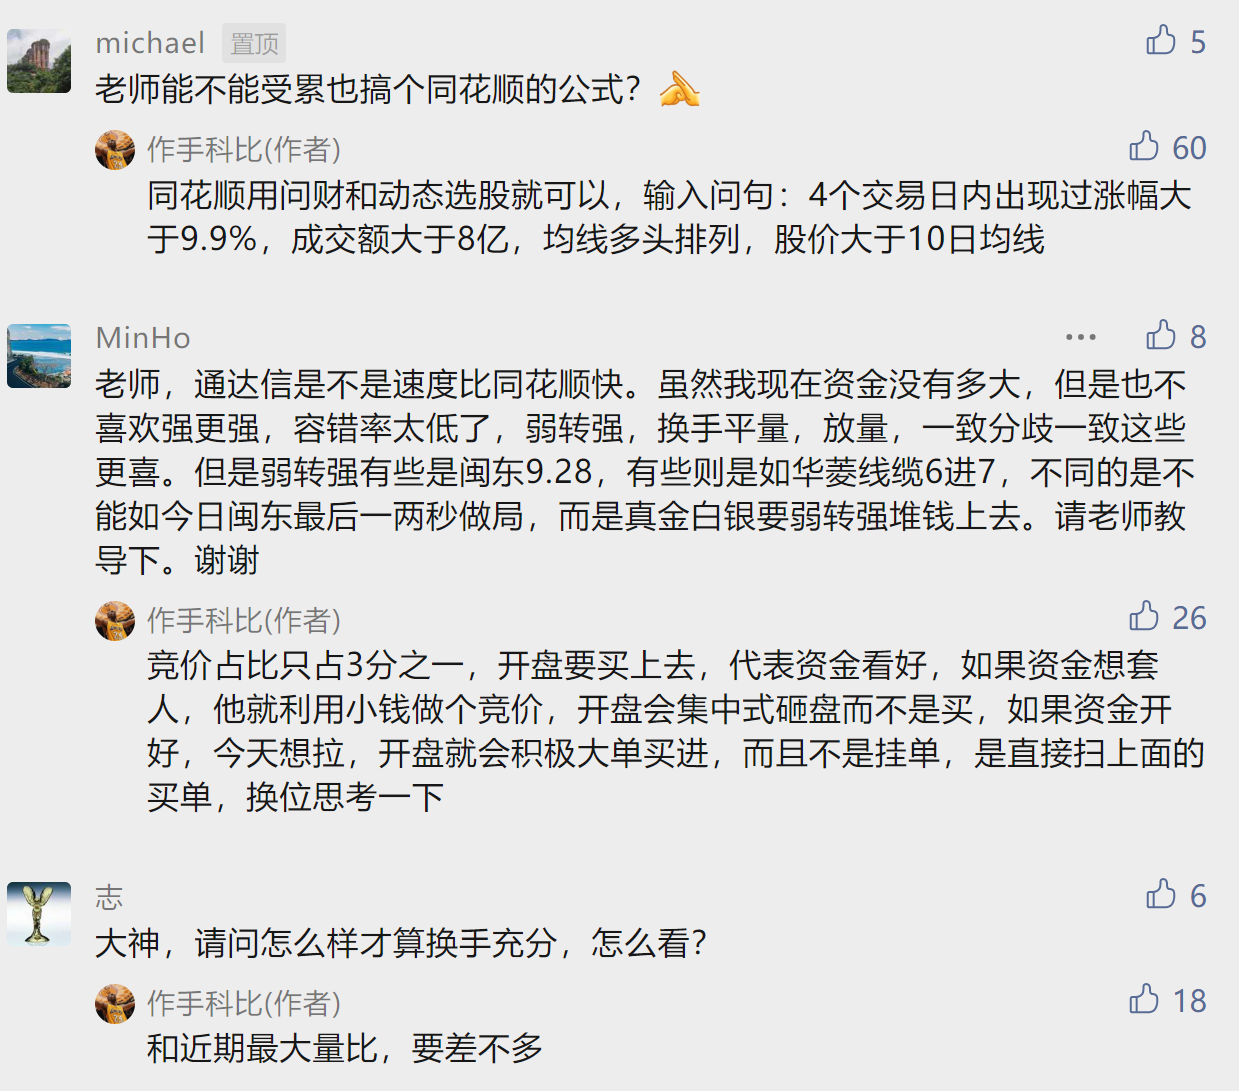 michael 置顶 5
老师能不能受累也搞个同花顺的公式？
作手科比(作者) 60
同花顺用问财和动态选股就可以，输入问句：4个交易日内出现过涨幅大
于9.9%，成交额大于8亿，均线多头排列，股价大于10日均线
MinHo 8
老师，通达信是不是速度比同花顺快。虽然我现在资金没有多大，但是也不
喜欢强更强，容错率太低了，弱转强，换手平量，放量，一致分歧一致这些
更喜。但是弱转强有些是闽东9.28，有些则是如华菱线缆6进7，不同的是不
能如今日闽东最后一两秒做局，而是真金白银要弱转强堆钱上去。请老师教
导下。谢谢
作手科比(作者) 26
竞价占比只占3分之一，开盘要买上去，代表资金看好，如果资金想套
人，他就利用小钱做个竞价，开盘会集中式砸盘而不是买，如果资金开
好，今天想拉，开盘就会积极大单买进，而且不是挂单，是直接扫上面的
买单，换位思考一下
志 6
大神，请问怎么样才算换手充分，怎么看？
作手科比(作者) 18
和近期最大量比，要差不多